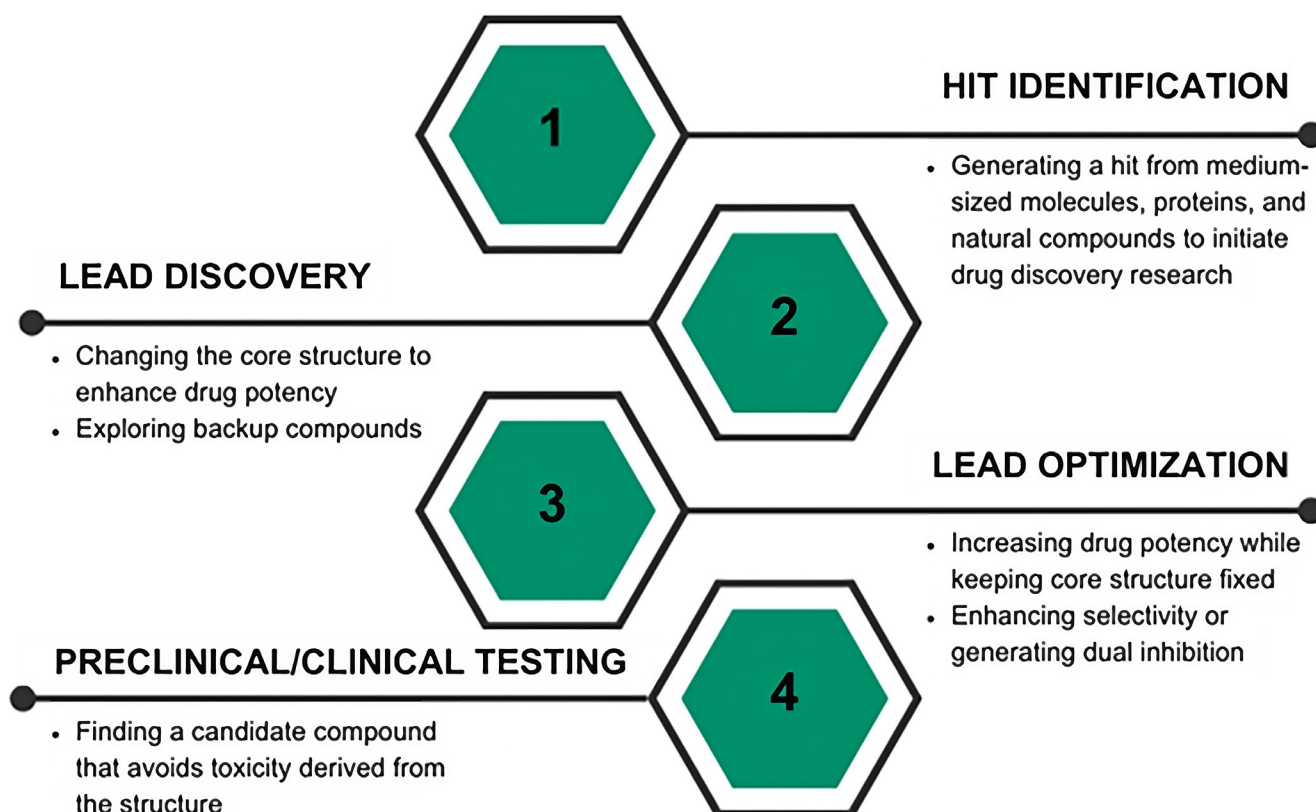 1
HIT IDENTIFICATION
• Generating a hit from medium-
sized molecules, proteins, and
natural compounds to initiate
drug discovery research
2
LEAD DISCOVERY
• Changing the core structure to
enhance drug potency
• Exploring backup compounds
3
LEAD OPTIMIZATION
• Increasing drug potency while
keeping core structure fixed
• Enhancing selectivity or
generating dual inhibition
4
PRECLINICAL/CLINICAL TESTING
• Finding a candidate compound
that avoids toxicity derived from
the structure